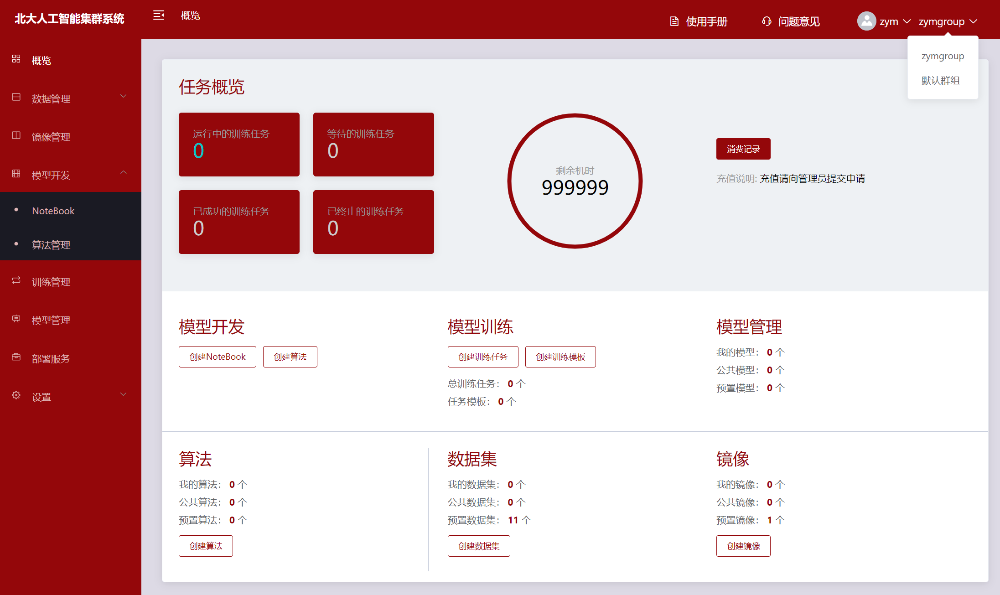 北大人工智能集群系统
概览
使用手册
问题意见
zym
zymgroup
zymgroup
默认群组
概览
数据管理
镜像管理
模型开发
NoteBook
算法管理
训练管理
模型管理
部署服务
设置
任务概览
运行中的训练任务
0
等待的训练任务
0
已成功的训练任务
0
已终止的训练任务
0
剩余机时
999999
消费记录
充值说明: 充值请向管理员提交申请
模型开发
创建NoteBook
创建算法
模型训练
创建训练任务
创建训练模板
总训练任务： 0 个
任务模板： 0 个
模型管理
我的模型： 0 个
公共模型： 0 个
预置模型： 0 个
算法
我的算法： 0 个
公共算法： 0 个
预置算法： 0 个
创建算法
数据集
我的数据集： 0 个
公共数据集： 0 个
预置数据集： 11 个
创建数据集
镜像
我的镜像： 0 个
公共镜像： 0 个
预置镜像： 1 个
创建镜像